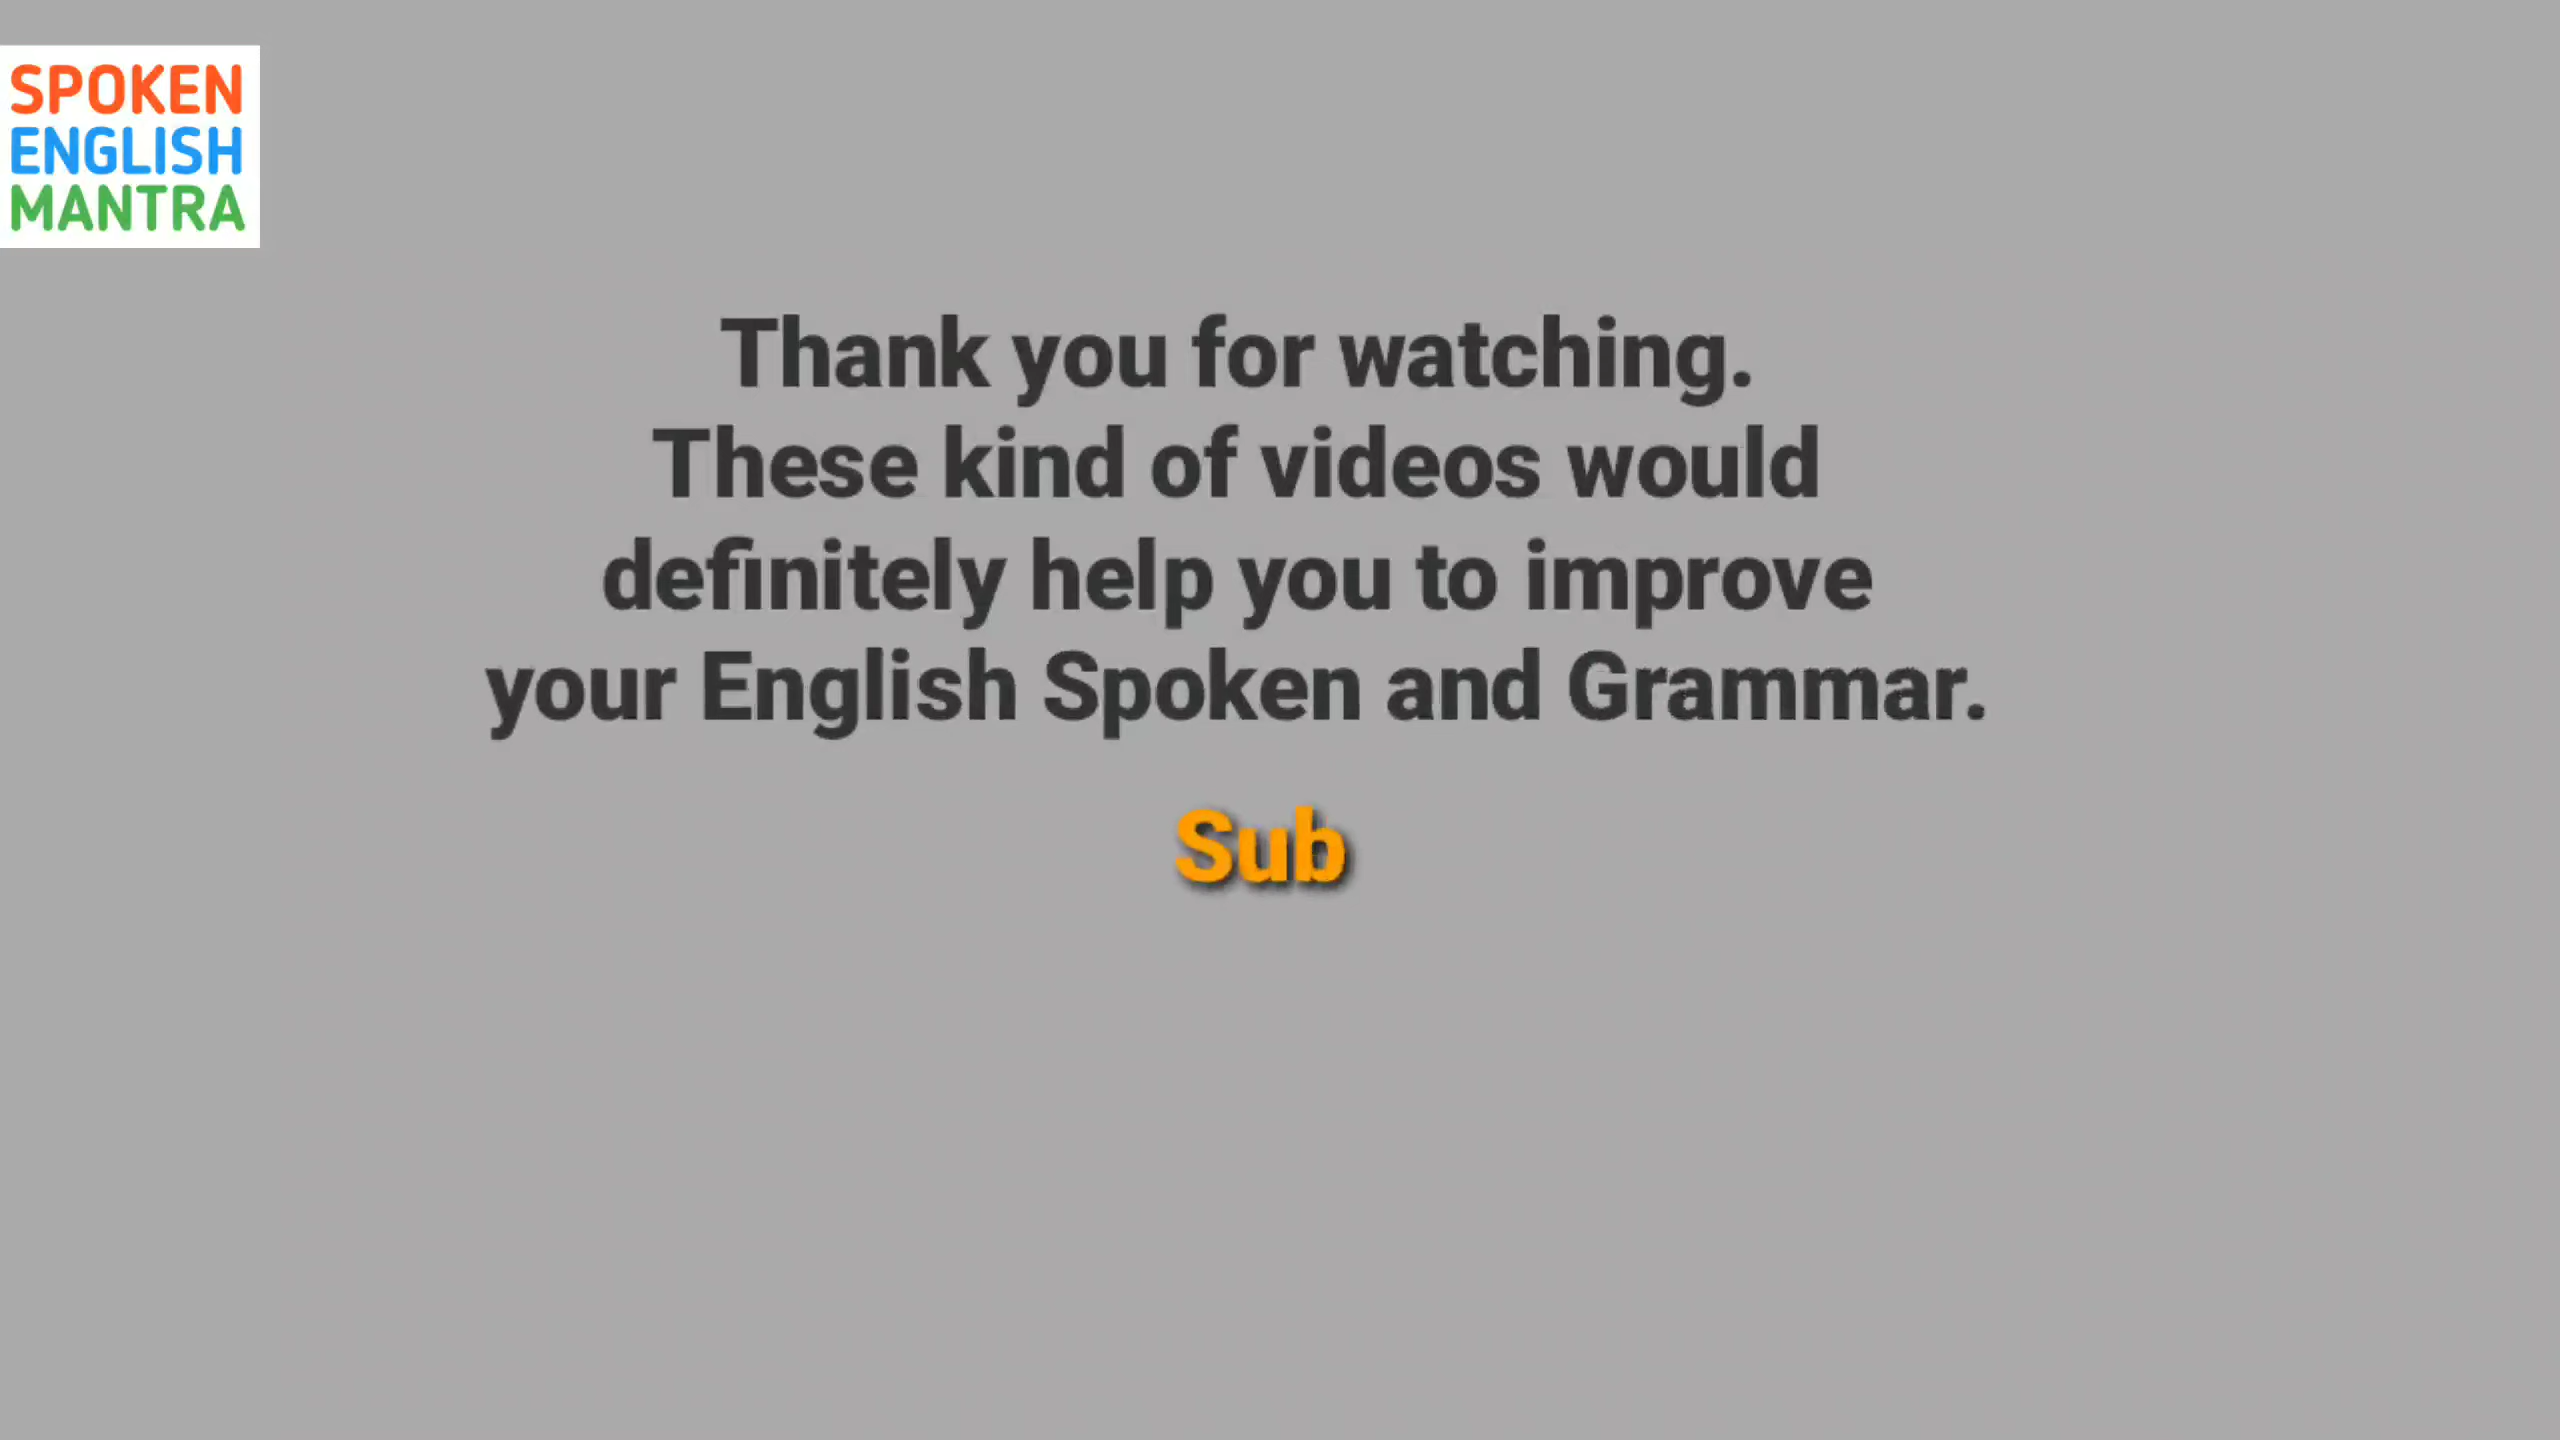 SPOKEN
ENGLISH
MANTRA
Thank you for watching.
These kind of videos would
definitely help you to improve
your English Spoken and Grammar.
Sub